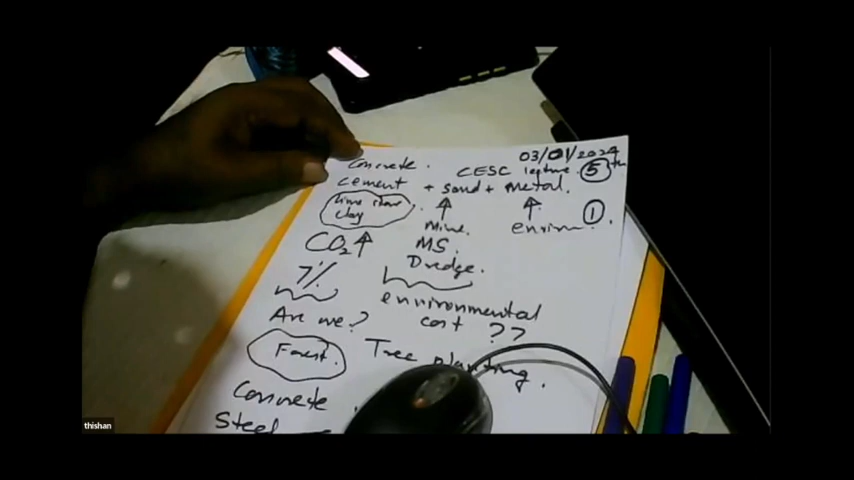 03/01/2024
Concrete. CESC lecture 5th
cement + sand + metal.
lime stone ↑ ↑ 1
clay
Mine. environ.
CO2↑ MS.
7% Dredge.
environmental
Are we? cost ??
Forest. Tree planting.
Concrete
Steel
thishan